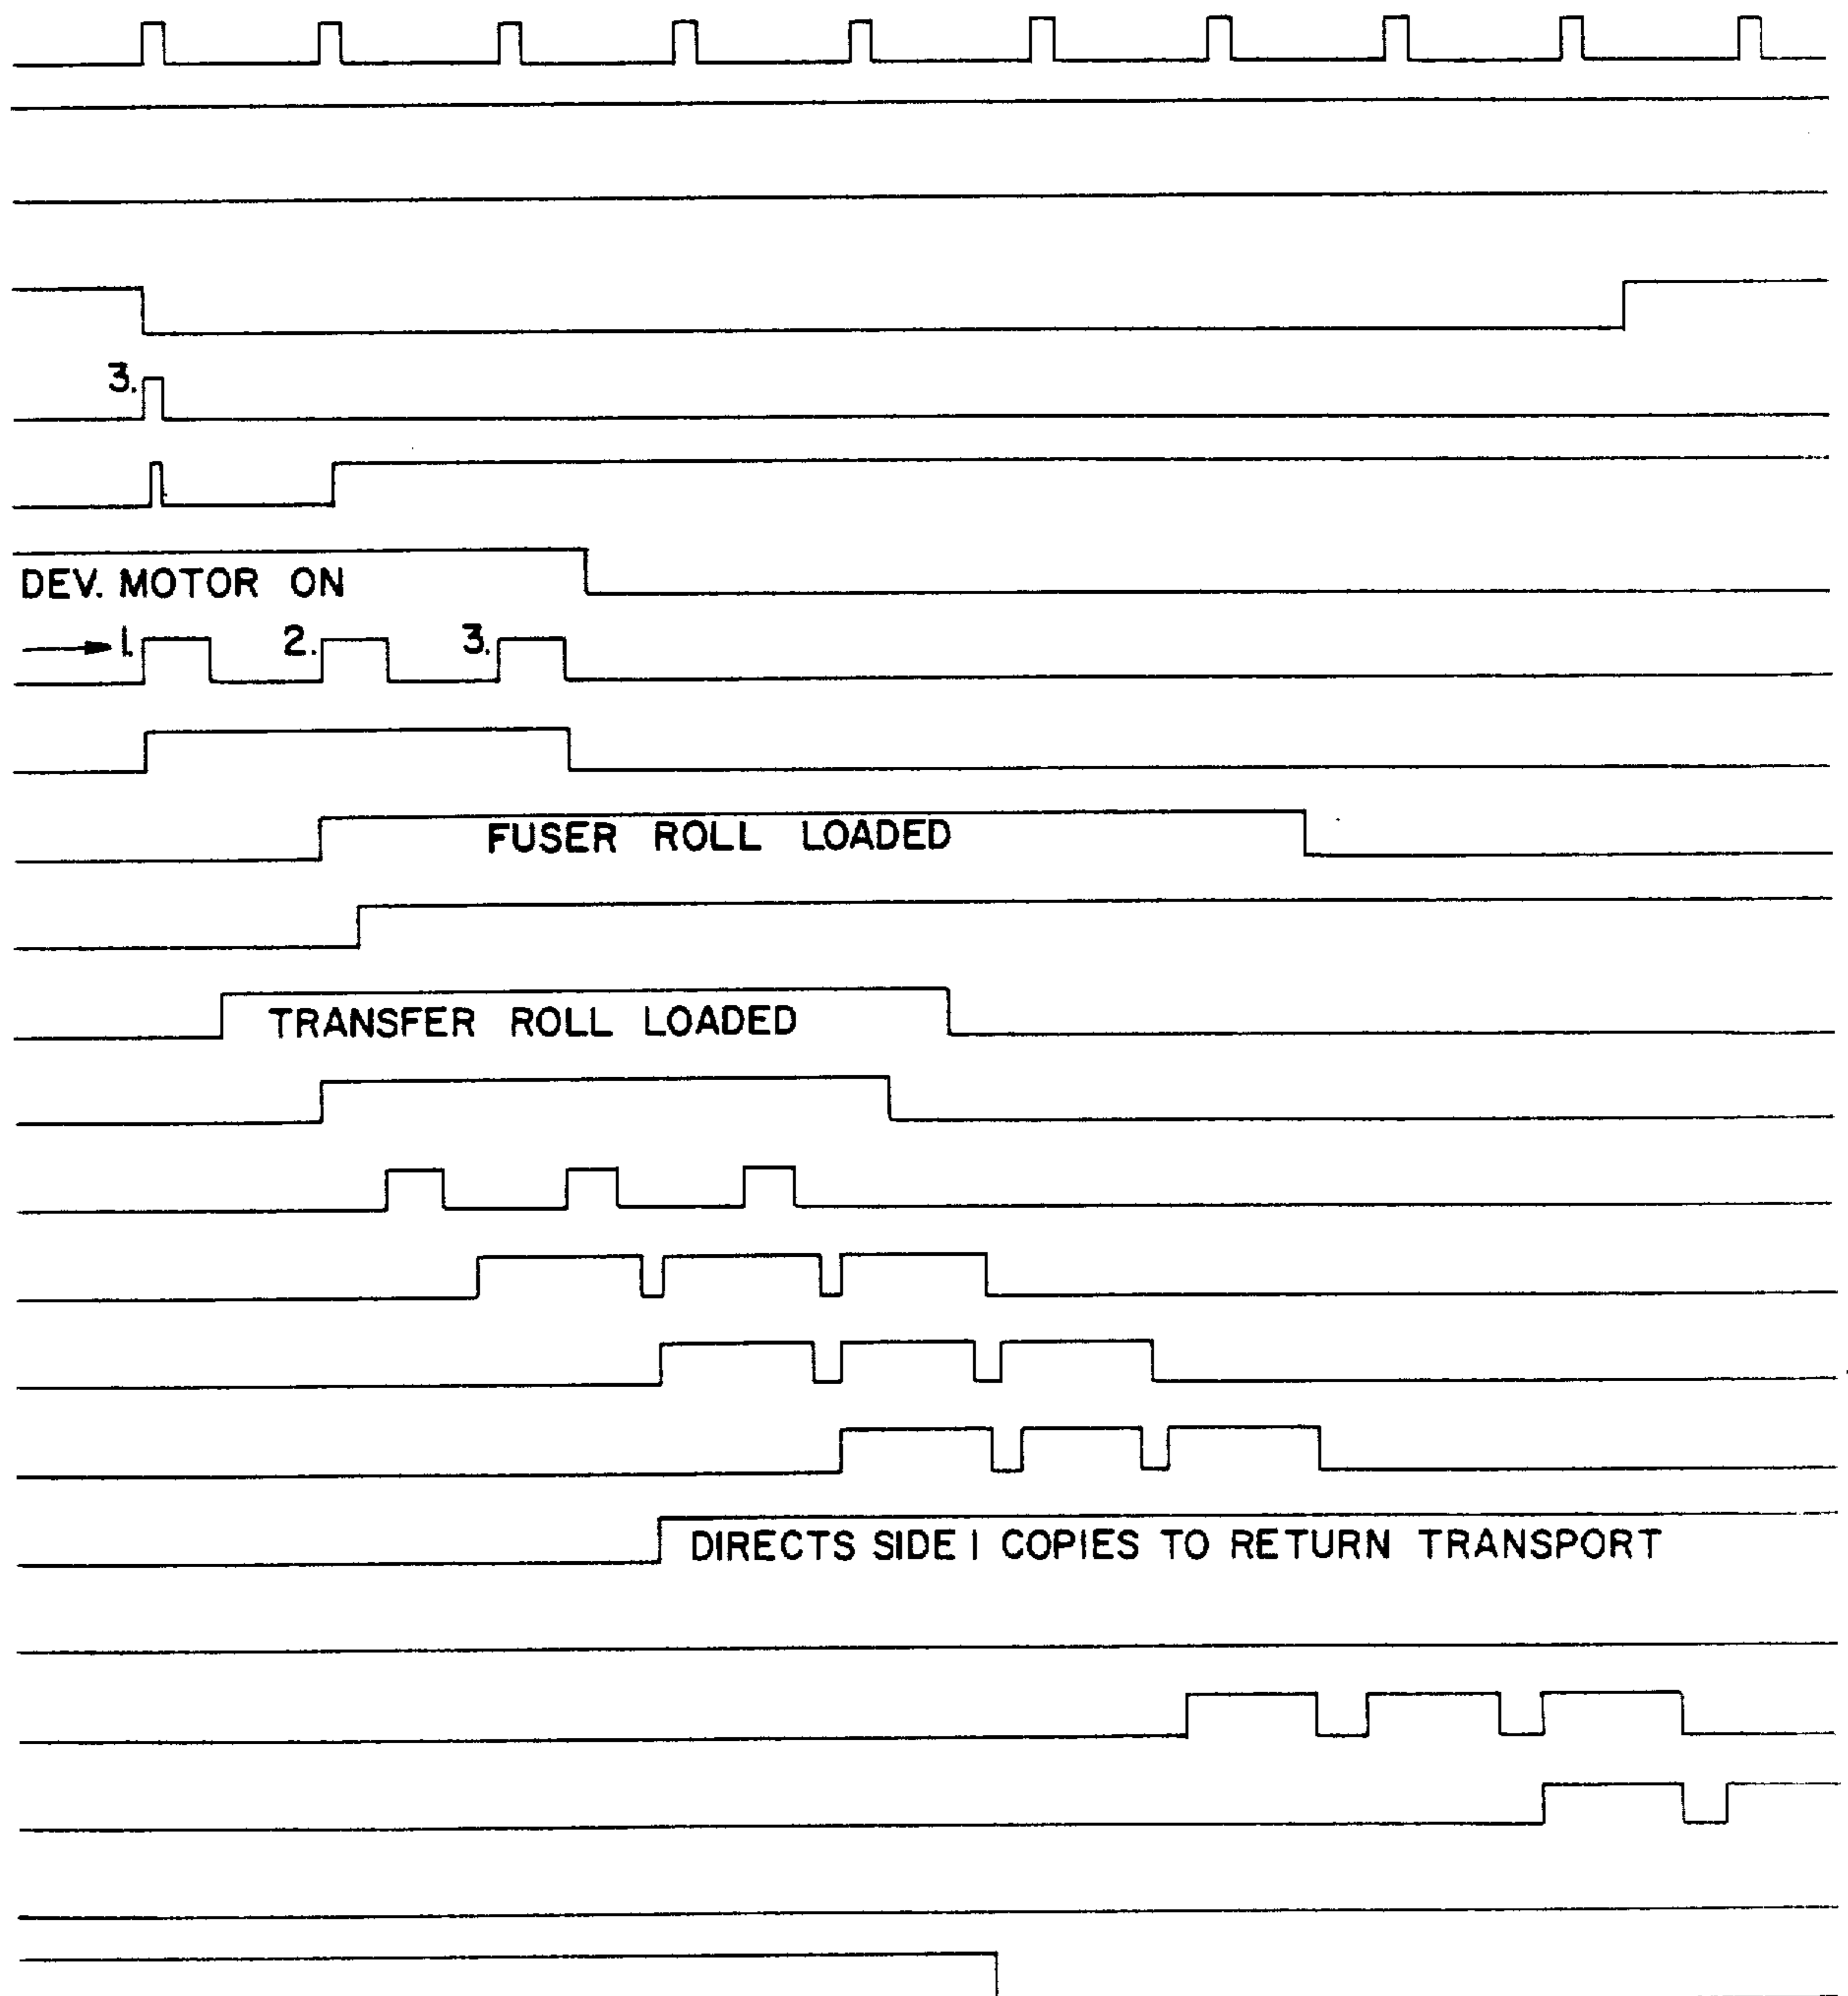 3.
DEV. MOTOR ON
1. 2. 3.
FUSER ROLL LOADED
TRANSFER ROLL LOADED
DIRECTS SIDE 1 COPIES TO RETURN TRANSPORT